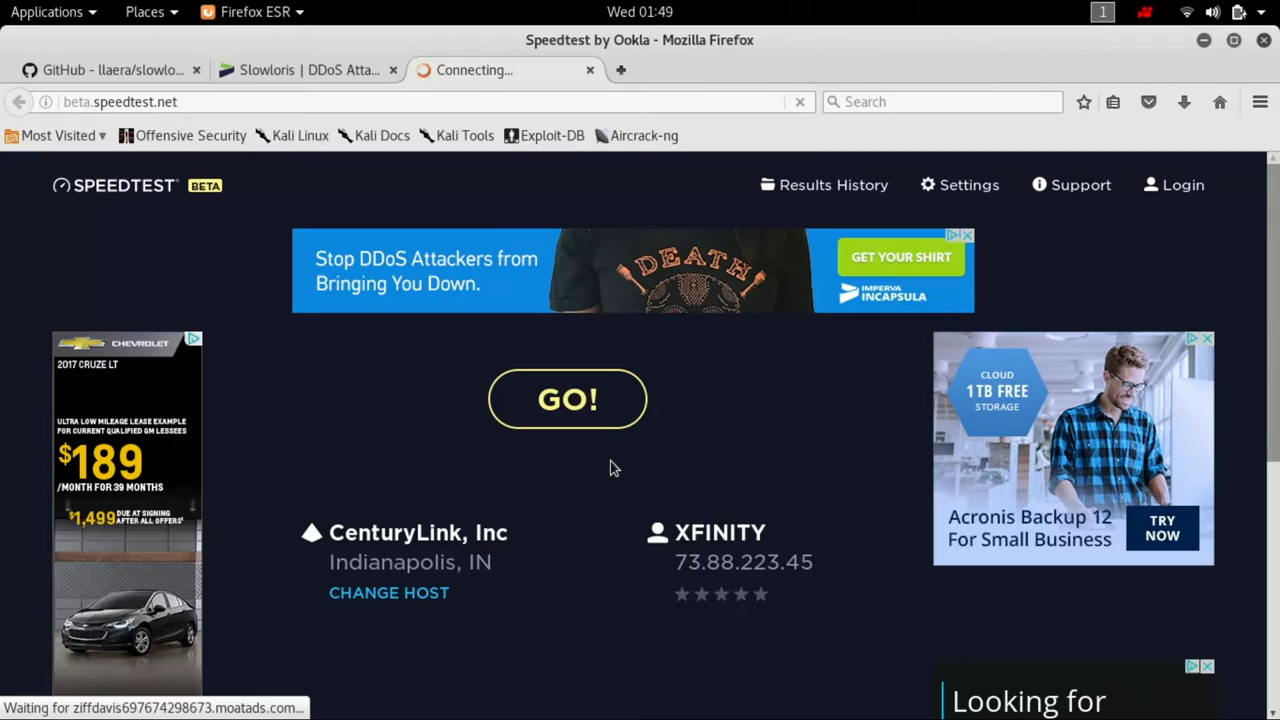 Applications Places Firefox ESR Wed 01:49 1
Speedtest by Ookla - Mozilla Firefox
GitHub - llaera/slowlo... Slowloris | DDoS Atta... Connecting...
beta.speedtest.net Search
Most Visited Offensive Security Kali Linux Kali Docs Kali Tools Exploit-DB Aircrack-ng
SPEEDTEST BETA Results History Settings Support Login
Stop DDoS Attackers from
Bringing You Down.
DEATH
GET YOUR SHIRT
IMPERVA
INCAPSULA
CHEVROLET
2017 CRUZE LT
ULTRA LOW MILEAGE LEASE EXAMPLE
FOR CURRENT QUALIFIED GM LESSEES
$189
/MONTH FOR 39 MONTHS
$1,499 DUE AT SIGNING
AFTER ALL OFFERS
GO!
CLOUD
1TB FREE
STORAGE
Acronis Backup 12
For Small Business
TRY
NOW
CenturyLink, Inc
Indianapolis, IN
CHANGE HOST
XFINITY
73.88.223.45
Looking for
Waiting for ziffdavis697674298673.moatads.com...